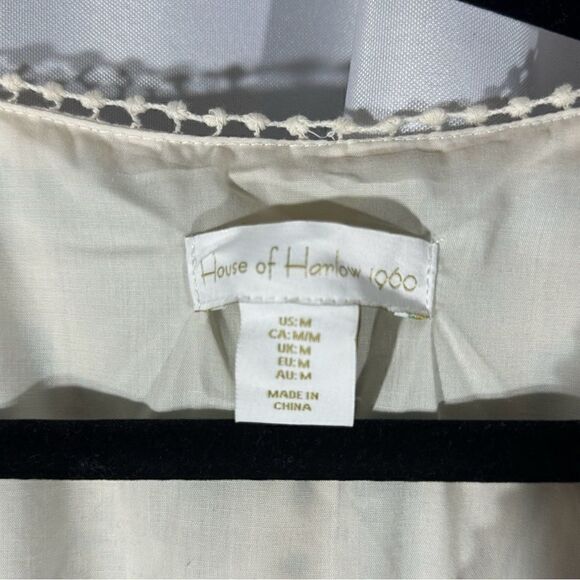 House of Harlow 1960
US:M
CA:M/M
UK:M
EU:M
AU:M
MADE IN
CHINA